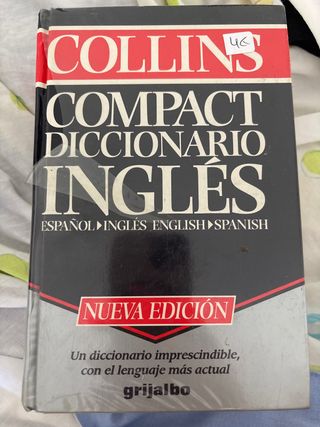 COLLINS
4€
COMPACT
DICCIONARIO
INGLÉS
ESPAÑOL▶INGLÉS ENGLISH▶SPANISH
NUEVA EDICIÓN
Un diccionario imprescindible,
con el lenguaje más actual
grijalbo